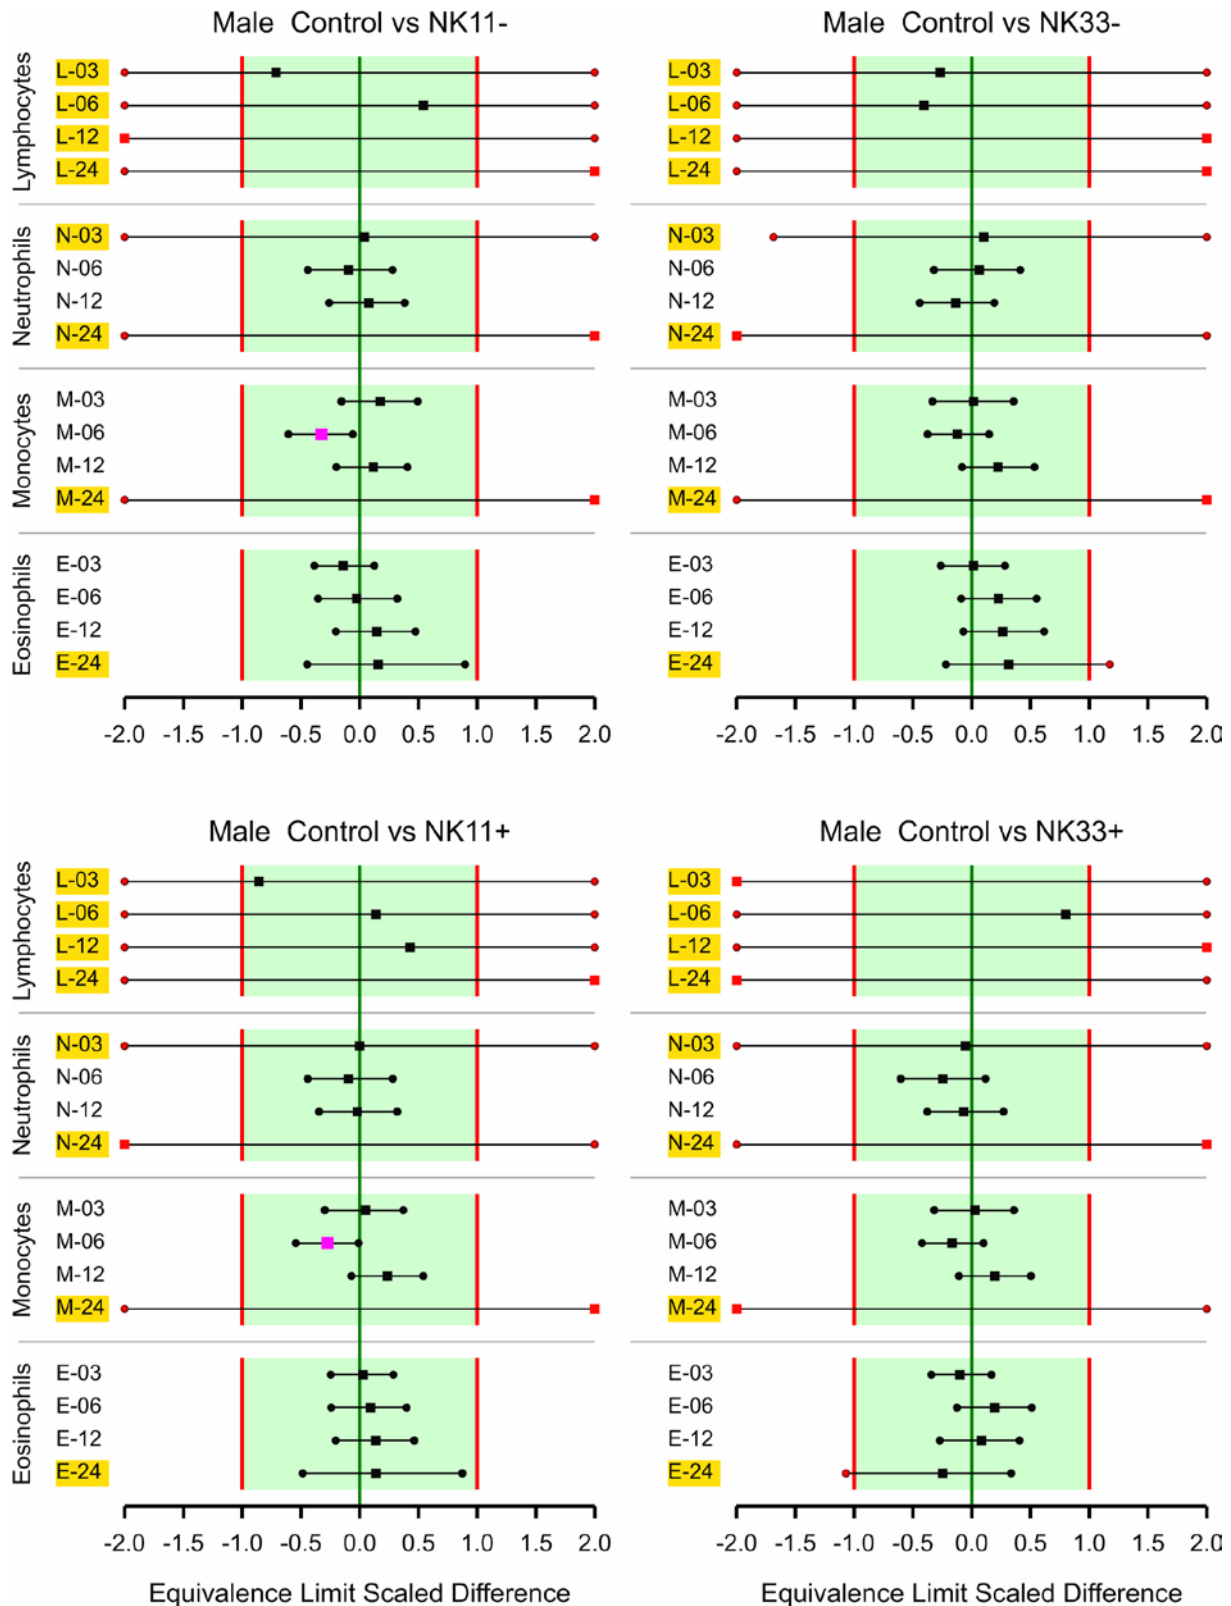 Male Control vs NK11-
Lymphocytes
L-03
L-06
L-12
L-24
Neutrophils
N-03
N-06
N-12
N-24
Monocytes
M-03
M-06
M-12
M-24
Eosinophils
E-03
E-06
E-12
E-24
-2.0 -1.5 -1.0 -0.5 0.0 0.5 1.0 1.5 2.0
Male Control vs NK33-
L-03
L-06
L-12
L-24
N-03
N-06
N-12
N-24
M-03
M-06
M-12
M-24
E-03
E-06
E-12
E-24
-2.0 -1.5 -1.0 -0.5 0.0 0.5 1.0 1.5 2.0
Male Control vs NK11+
Lymphocytes
L-03
L-06
L-12
L-24
Neutrophils
N-03
N-06
N-12
N-24
Monocytes
M-03
M-06
M-12
M-24
Eosinophils
E-03
E-06
E-12
E-24
-2.0 -1.5 -1.0 -0.5 0.0 0.5 1.0 1.5 2.0
Equivalence Limit Scaled Difference
Male Control vs NK33+
L-03
L-06
L-12
L-24
N-03
N-06
N-12
N-24
M-03
M-06
M-12
M-24
E-03
E-06
E-12
E-24
-2.0 -1.5 -1.0 -0.5 0.0 0.5 1.0 1.5 2.0
Equivalence Limit Scaled Difference